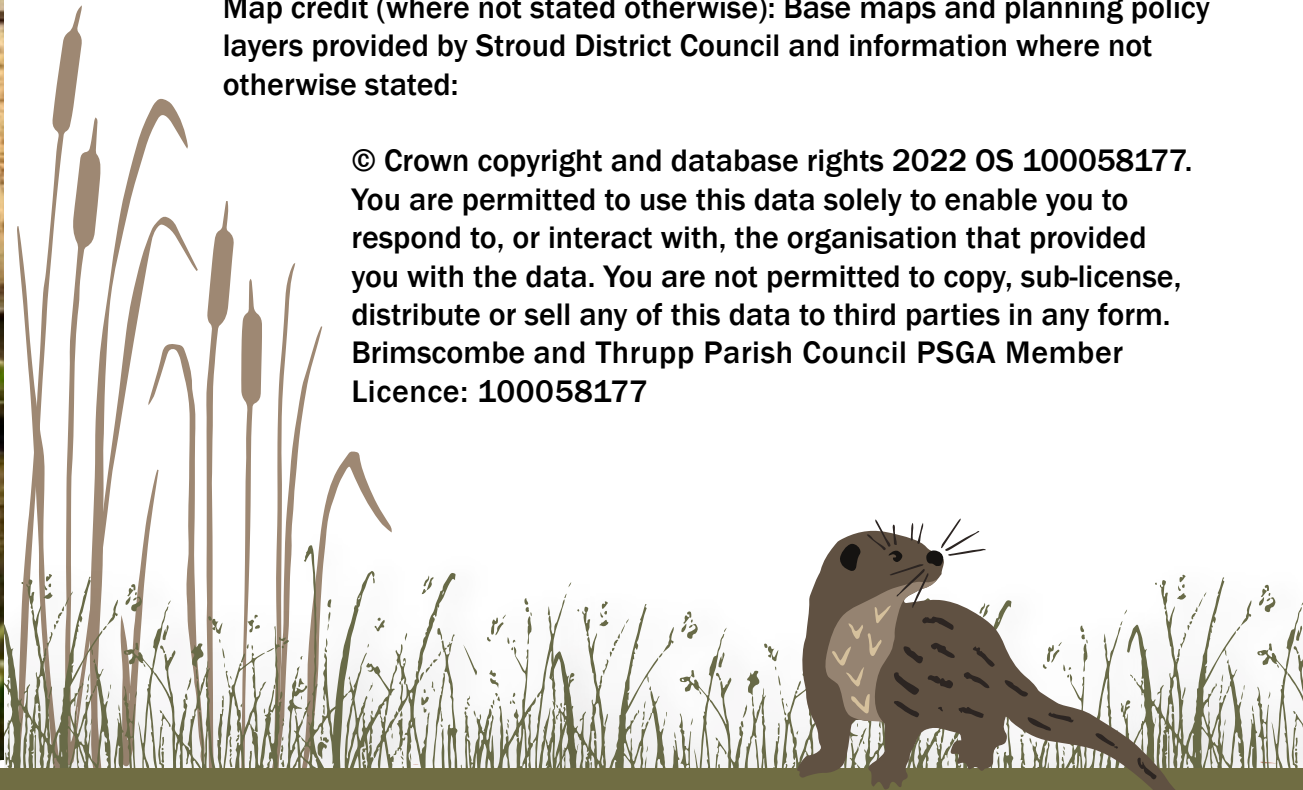 Map credit (where not stated otherwise): Base maps and planning policy
layers provided by Stroud District Council and information where not
otherwise stated:
© Crown copyright and database rights 2022 OS 100058177.
You are permitted to use this data solely to enable you to
respond to, or interact with, the organisation that provided
you with the data. You are not permitted to copy, sub-license,
distribute or sell any of this data to third parties in any form.
Brimscombe and Thrupp Parish Council PSGA Member
Licence: 100058177